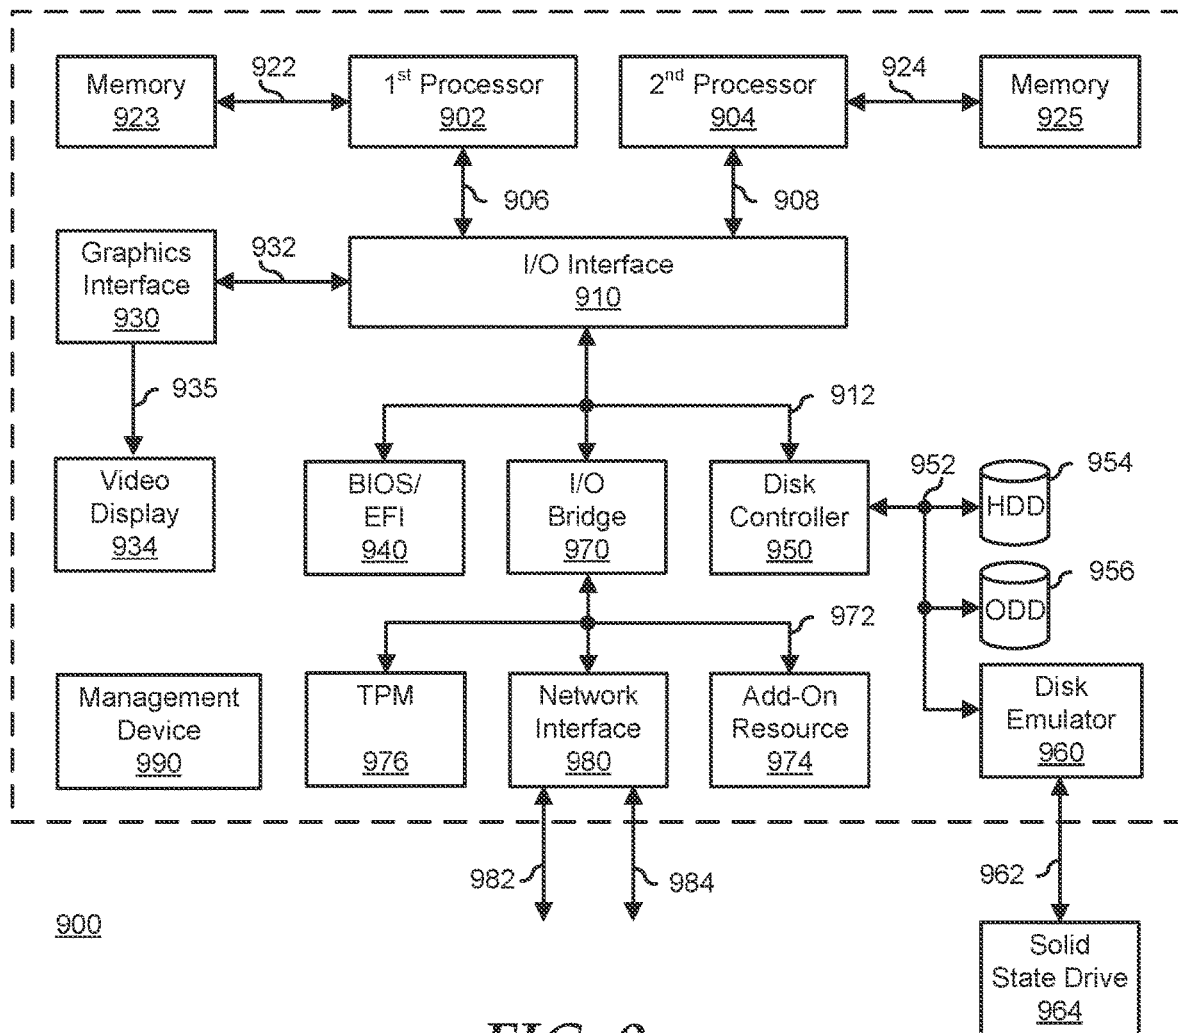 Memory
923
922
1st Processor
902
2nd Processor
904
924
Memory
925
906
908
Graphics
Interface
930
932
I/O Interface
910
935
912
Video
Display
934
BIOS/
EFI
940
I/O
Bridge
970
Disk
Controller
950
952
HDD
954
ODD
956
972
Management
Device
990
TPM
976
Network
Interface
980
Add-On
Resource
974
Disk
Emulator
960
982
984
962
900
Solid
State Drive
964